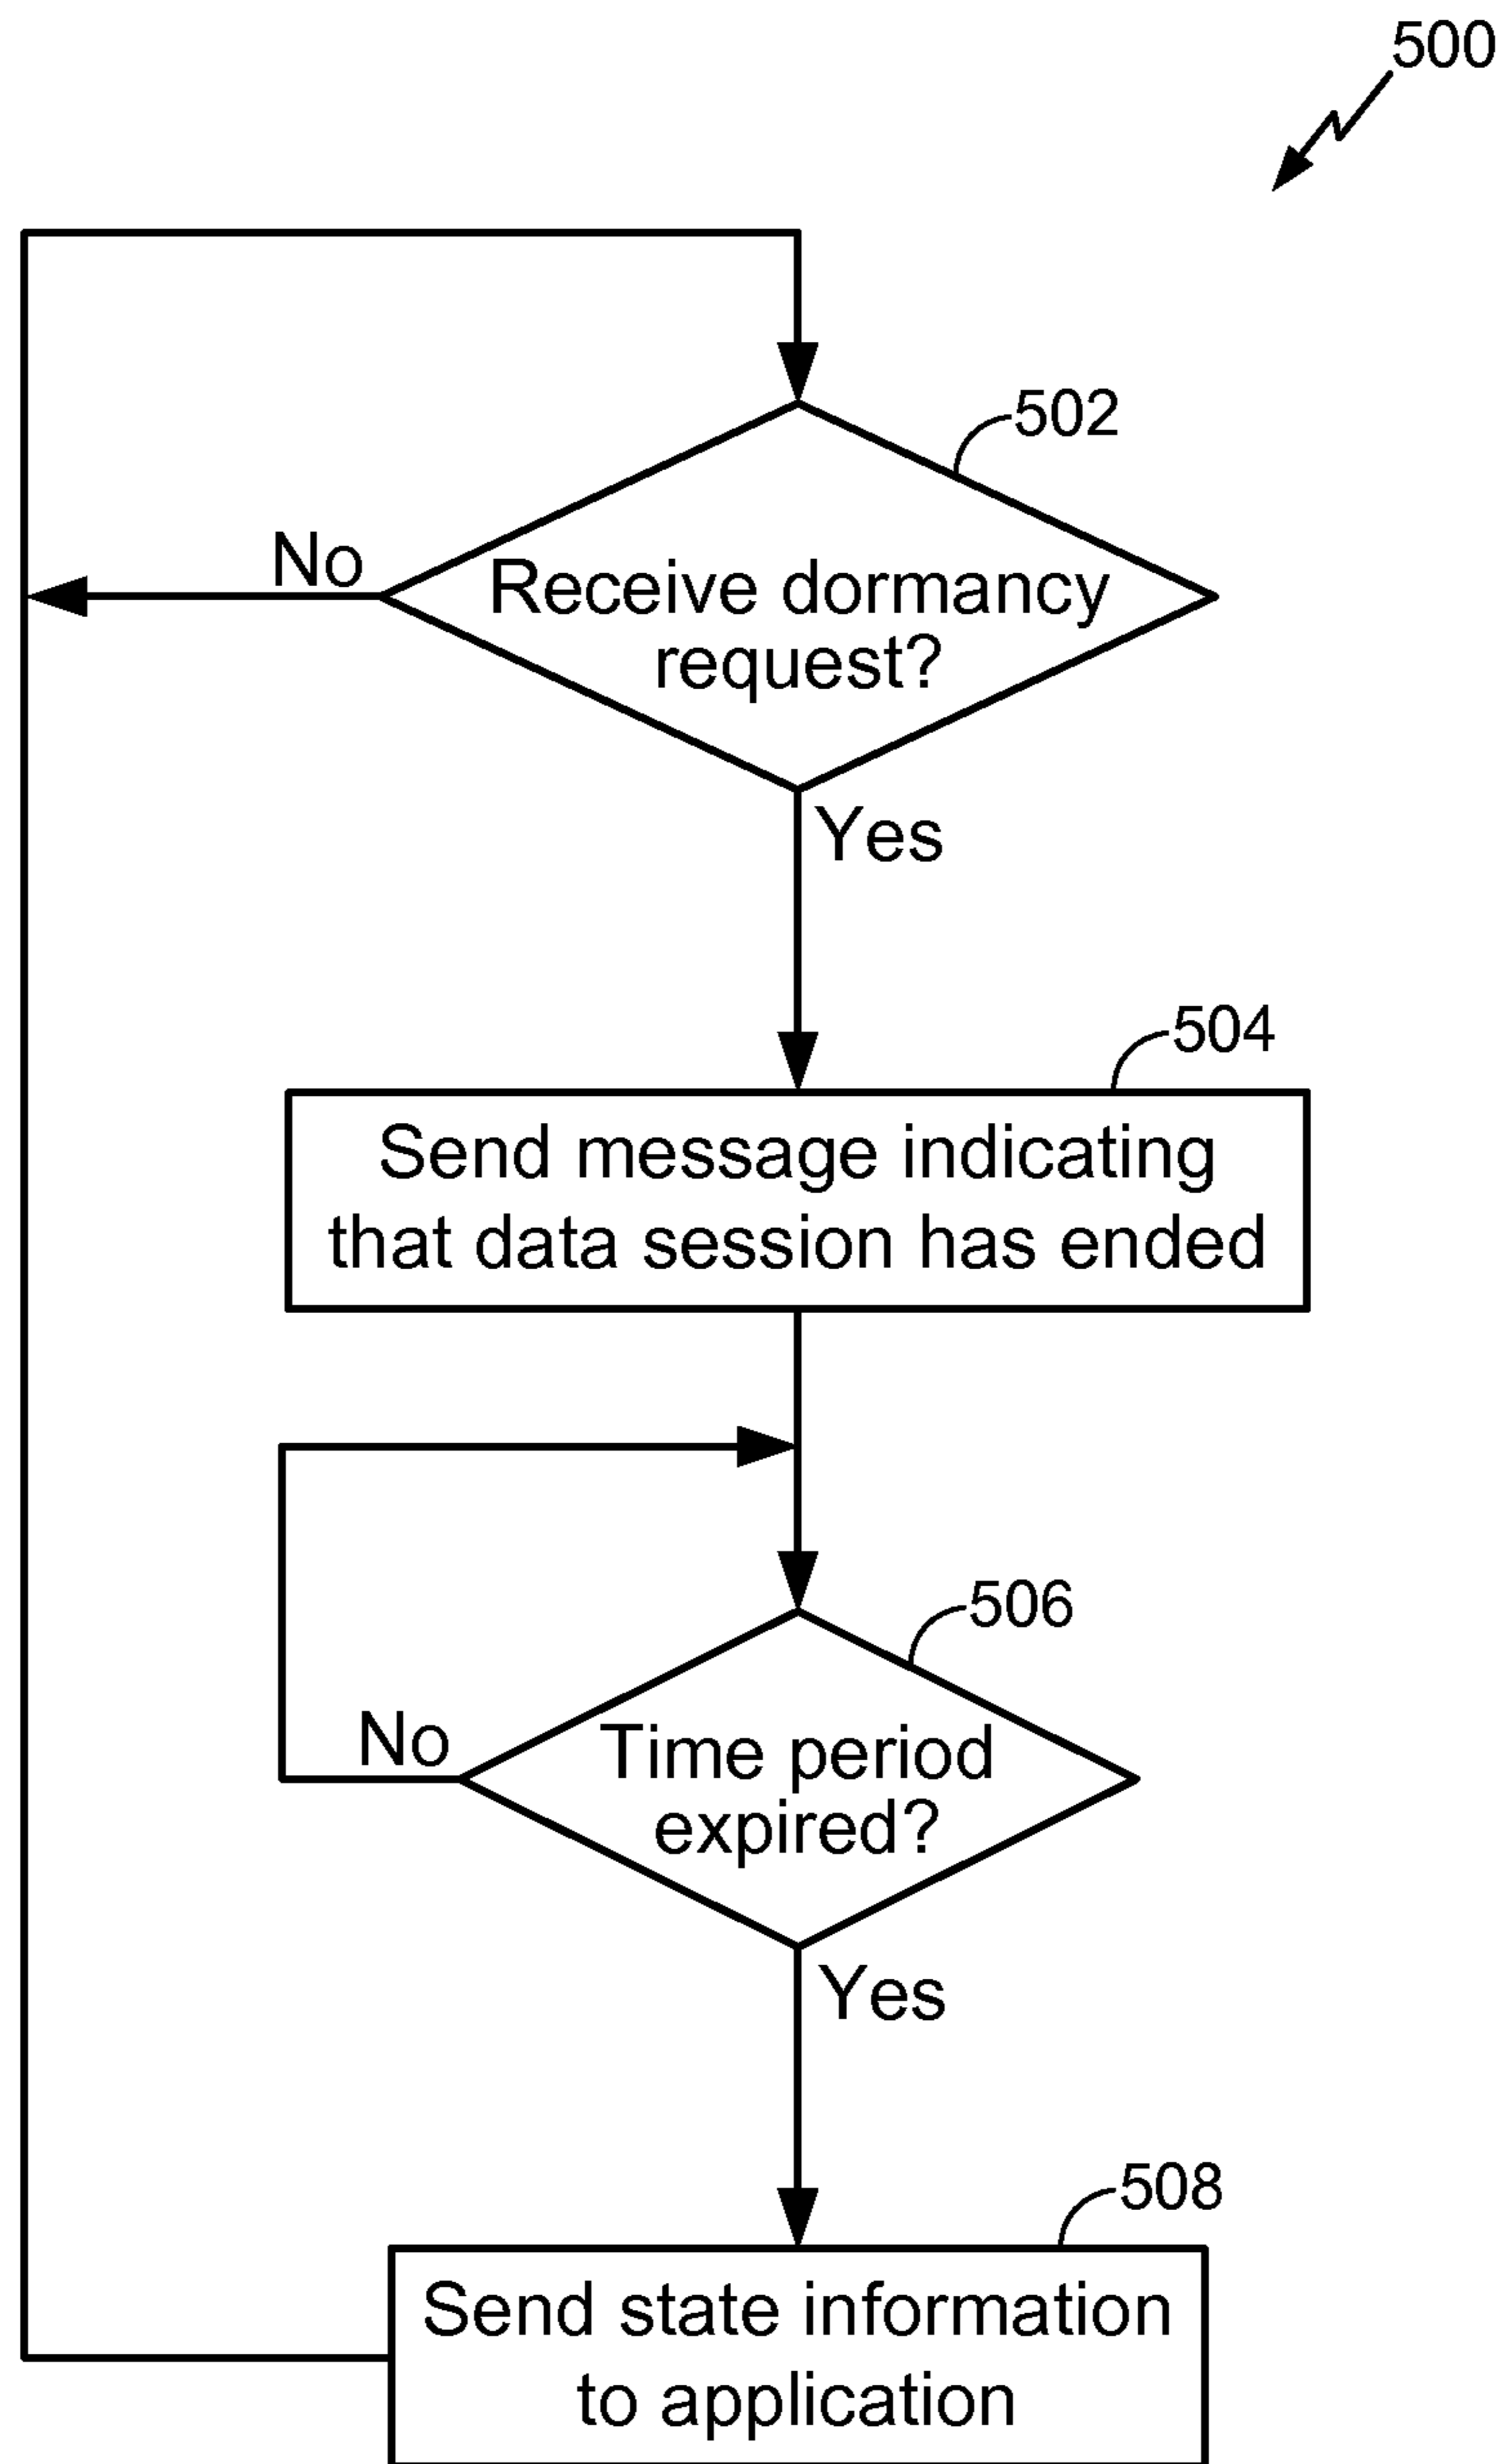 500
502
No
Receive dormancy
request?
Yes
504
Send message indicating
that data session has ended
506
No
Time period
expired?
Yes
508
Send state information
to application